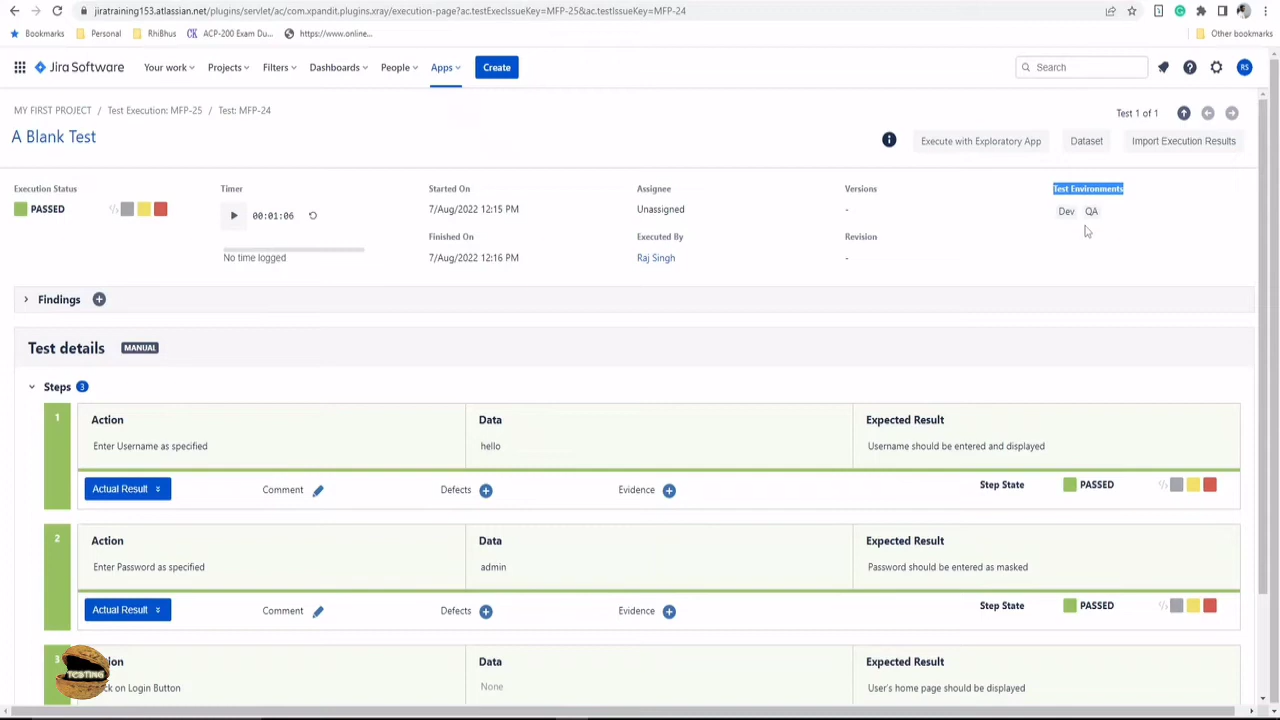 jiratraining153.atlassian.net/plugins/servlet/ac/com.xpandit.plugins.xray/execution-page?ac.testExecIssueKey=MFP-25&ac.testIssueKey=MFP-24
Bookmarks Personal RhiBhus CK ACP-200 Exam Du... https://www.online... Other bookmarks
Jira Software Your work Projects Filters Dashboards People Apps Create Search RS
MY FIRST PROJECT / Test Execution: MFP-25 / Test: MFP-24 Test 1 of 1
A Blank Test Execute with Exploratory App Dataset Import Execution Results
Execution Status Timer Started On Assignee Versions Test Environments
PASSED 00:01:06 7/Aug/2022 12:15 PM Unassigned - Dev QA
Finished On Executed By Revision
No time logged 7/Aug/2022 12:16 PM Raj Singh -
Findings
Test details MANUAL
Steps 3
1 Action Data Expected Result
Enter Username as specified hello Username should be entered and displayed
Actual Result Comment Defects Evidence Step State PASSED
2 Action Data Expected Result
Enter Password as specified admin Password should be entered as masked
Actual Result Comment Defects Evidence Step State PASSED
3 Data Expected Result
TESTING
on Login Button None User's home page should be displayed